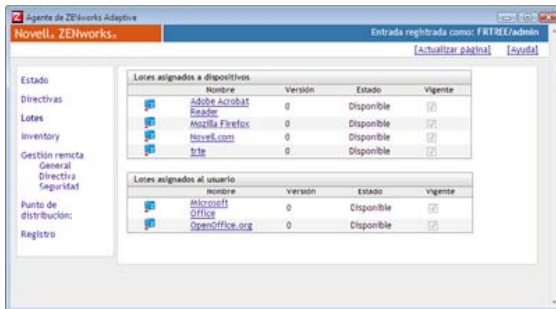 Agente de ZENworks Adaptive
Novell® ZENworks®
Entrada registrada como: FRTREE/admin
[Actualizar página] [Ayuda]
Estado
Directivas
Lotes
Inventory
Gestión remota
General
Directiva
Seguridad
Punto de
distribución:
Registro
Lotes asignados a dispositivos
Nombre Versión Estado Vigente
Adobe Acrobat
Reader 0 Disponible
Mozilla Firefox 0 Disponible
Novell.com 0 Disponible
trte 0 Disponible
Lotes asignados al usuario
Nombre Versión Estado Vigente
Microsoft
Office 0 Disponible
OpenOffice.org 0 Disponible